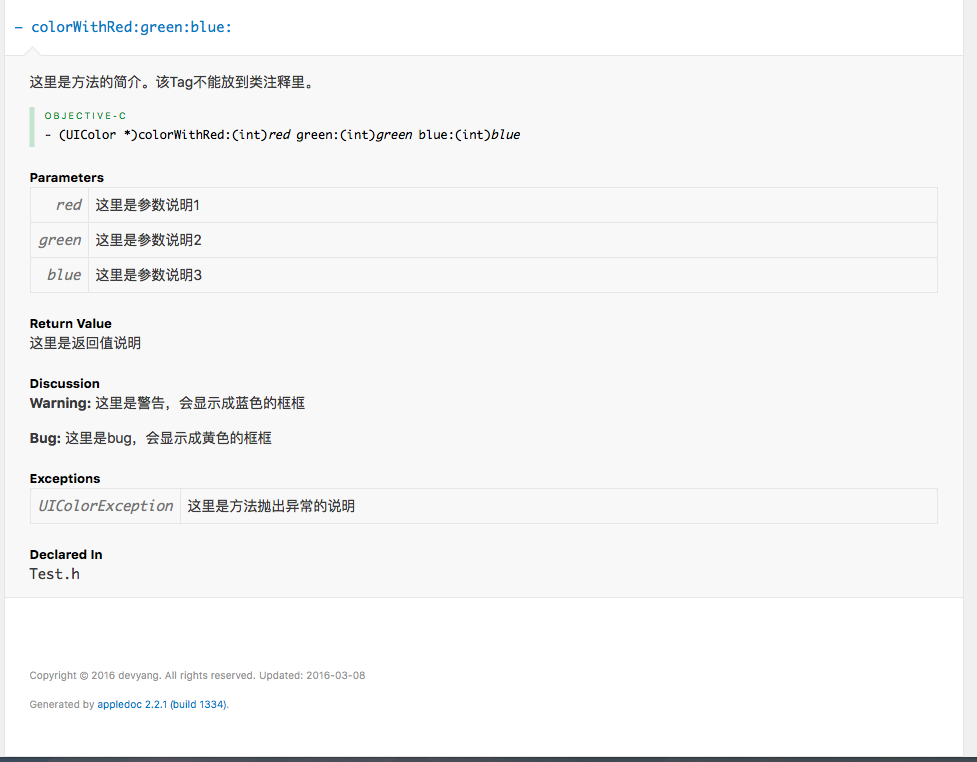 – colorWithRed:green:blue:
这里是方法的简介。该Tag不能放到类注释里。
OBJECTIVE-C
- (UIColor *)colorWithRed:(int)red green:(int)green blue:(int)blue
Parameters
red 这里是参数说明1
green 这里是参数说明2
blue 这里是参数说明3
Return Value
这里是返回值说明
Discussion
Warning: 这里是警告，会显示成蓝色的框框
Bug: 这里是bug，会显示成黄色的框框
Exceptions
UIColorException 这里是方法抛出异常的说明
Declared In
Test.h
Copyright © 2016 devyang. All rights reserved. Updated: 2016-03-08
Generated by appledoc 2.2.1 (build 1334).